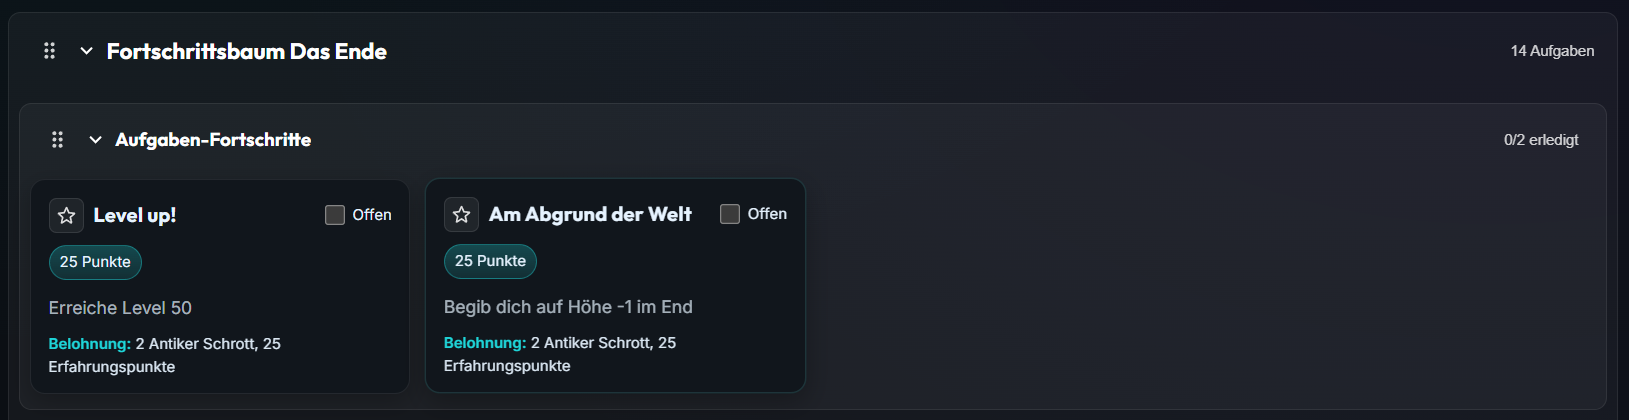 Fortschrittsbaum Das Ende
14 Aufgaben
Aufgaben-Fortschritte
0/2 erledigt
Level up!
Offen
25 Punkte
Erreiche Level 50
Belohnung: 2 Antiker Schrott, 25
Erfahrungspunkte
Am Abgrund der Welt
Offen
25 Punkte
Begib dich auf Höhe -1 im End
Belohnung: 2 Antiker Schrott, 25
Erfahrungspunkte